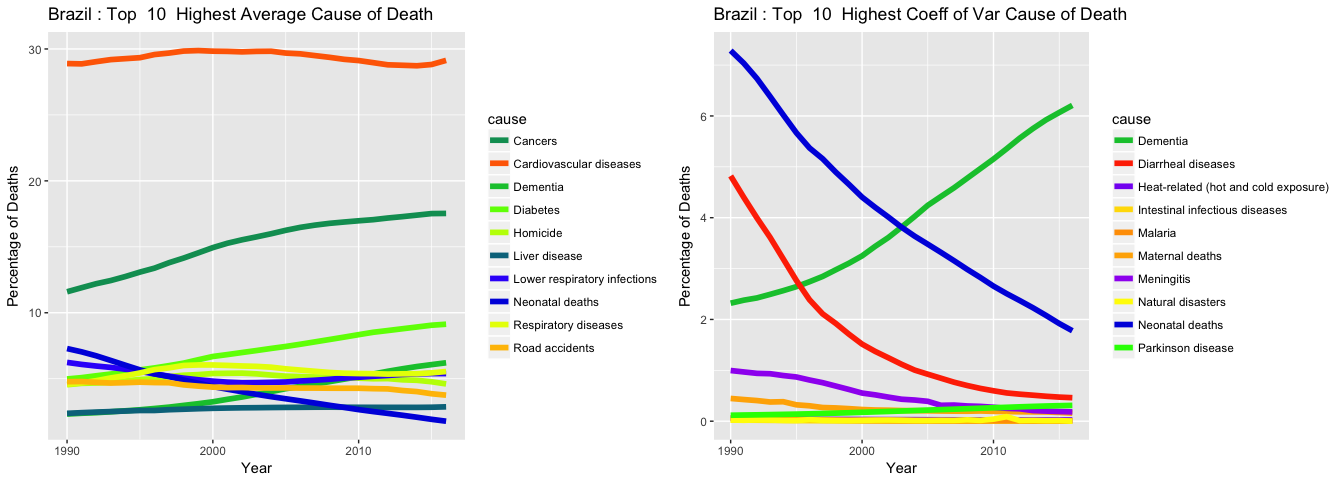 Brazil : Top  10  Highest Average Cause of Death
30
20
10
Percentage of Deaths
1990
2000
2010
Year
cause
Cancers
Cardiovascular diseases
Dementia
Diabetes
Homicide
Liver disease
Lower respiratory infections
Neonatal deaths
Respiratory diseases
Road accidents
Brazil : Top  10  Highest Coeff of Var Cause of Death
6
4
2
0
Percentage of Deaths
1990
2000
2010
Year
cause
Dementia
Diarrheal diseases
Heat-related (hot and cold exposure)
Intestinal infectious diseases
Malaria
Maternal deaths
Meningitis
Natural disasters
Neonatal deaths
Parkinson disease